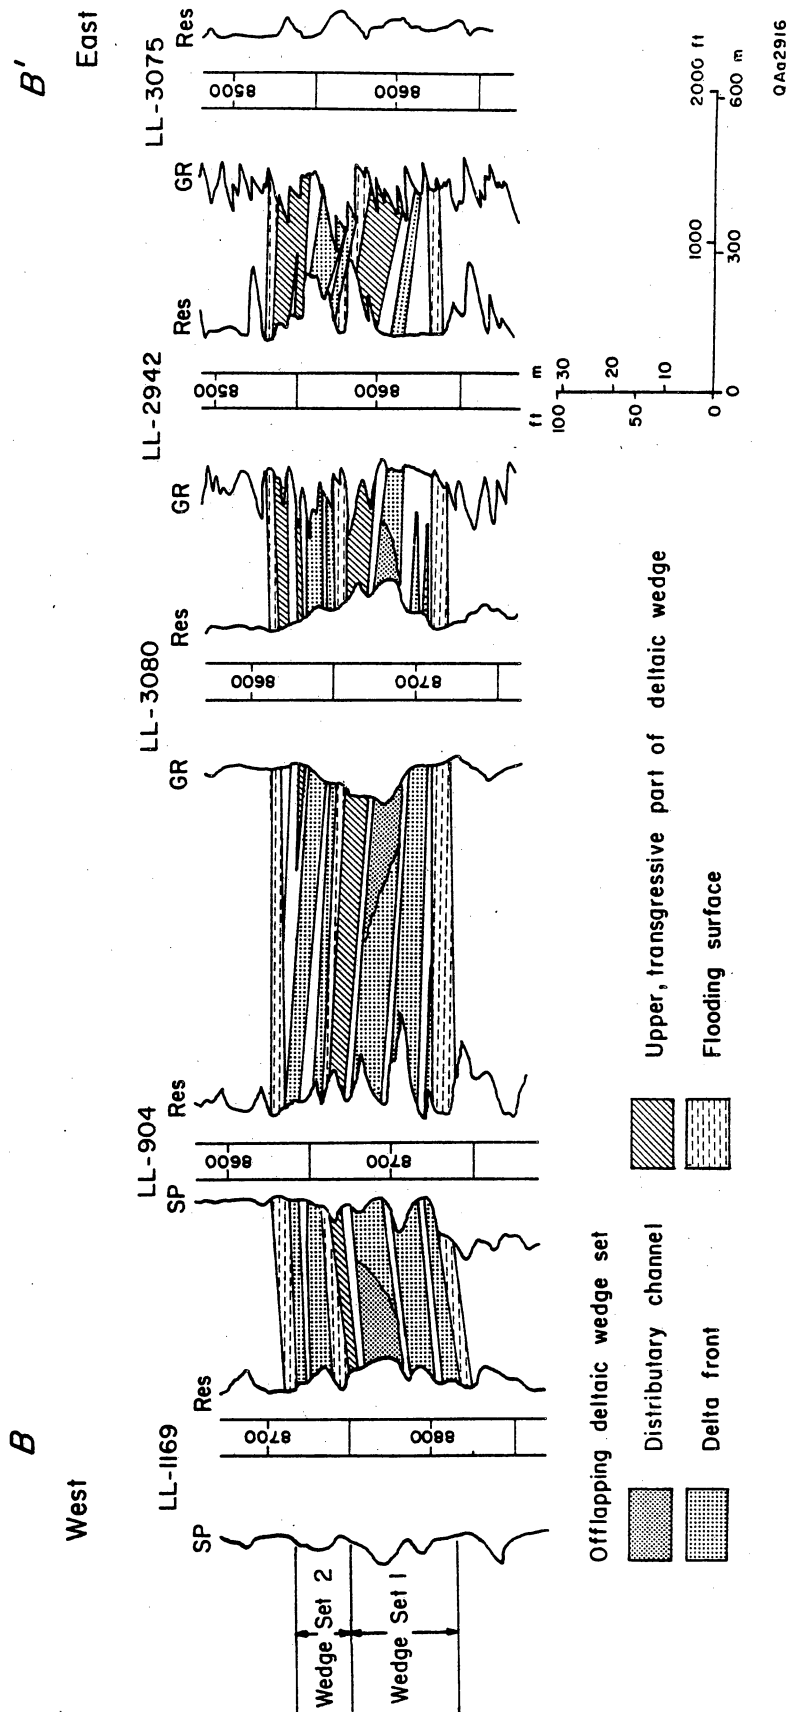 B
B'
West
East
LL-1169
LL-904
LL-3080
LL-2942
LL-3075
SP
Res
SP
Res
GR
Res
GR
Res
GR
Res
8700
8800
8600
8700
8600
8700
8500
8600
8500
8600
ft
m
Wedge Set 2
Wedge Set 1
100
50
0
30
20
10
0
1000
2000 ft
300
600 m
Offlapping deltaic wedge set
Distributary channel
Delta front
Upper, transgressive part of deltaic wedge
Flooding surface
QAa2916